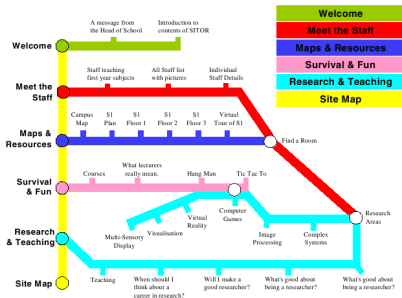 Welcome
Meet the Staff
Maps & Resources
Survival & Fun
Research & Teaching
Site Map
A message from
the Head of School
Introduction to
contents of SITOR
Welcome
Staff teaching
first year subjects
All Staff list
with pictures
Individual
Staff Details
Meet the
Staff
Campus
Map
S1
Plan
S1
Floor 1
S1
Floor 2
S1
Floor 3
Virtual
Tour of S1
Maps &
Resources
Find a Room
Courses
What lecturers
really mean.
Hang Man
Tic Tac To
Survival
& Fun
Computer
Games
Virtual
Reality
Visualisation
Multi-Sensory
Display
Image
Processing
Complex
Systems
Research
Areas
Research
& Teaching
Teaching
When should I
think about a
career in research?
Will I make a
good researcher?
What's good about
being a researcher?
What's good about
being a researcher?
Site Map